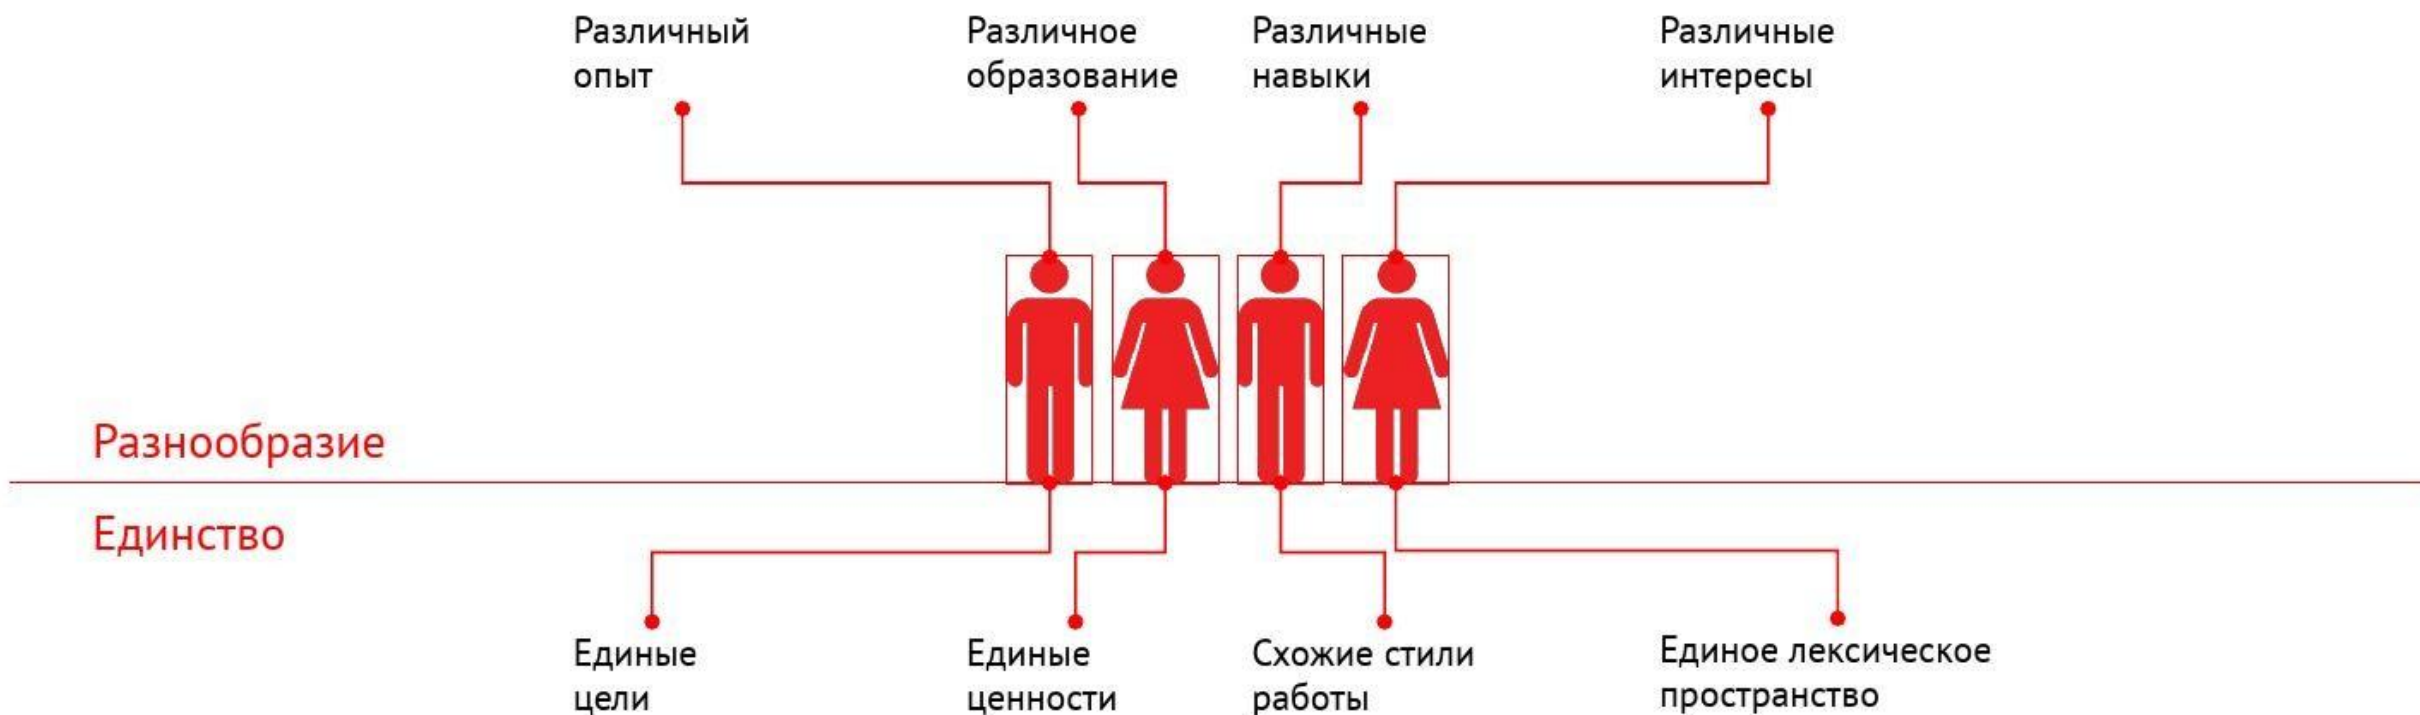 Различный
опыт
Различное
образование
Различные
навыки
Различные
интересы
Разнообразие
Единство
Единые
цели
Единые
ценности
Схожие стили
работы
Единое лексическое
пространство